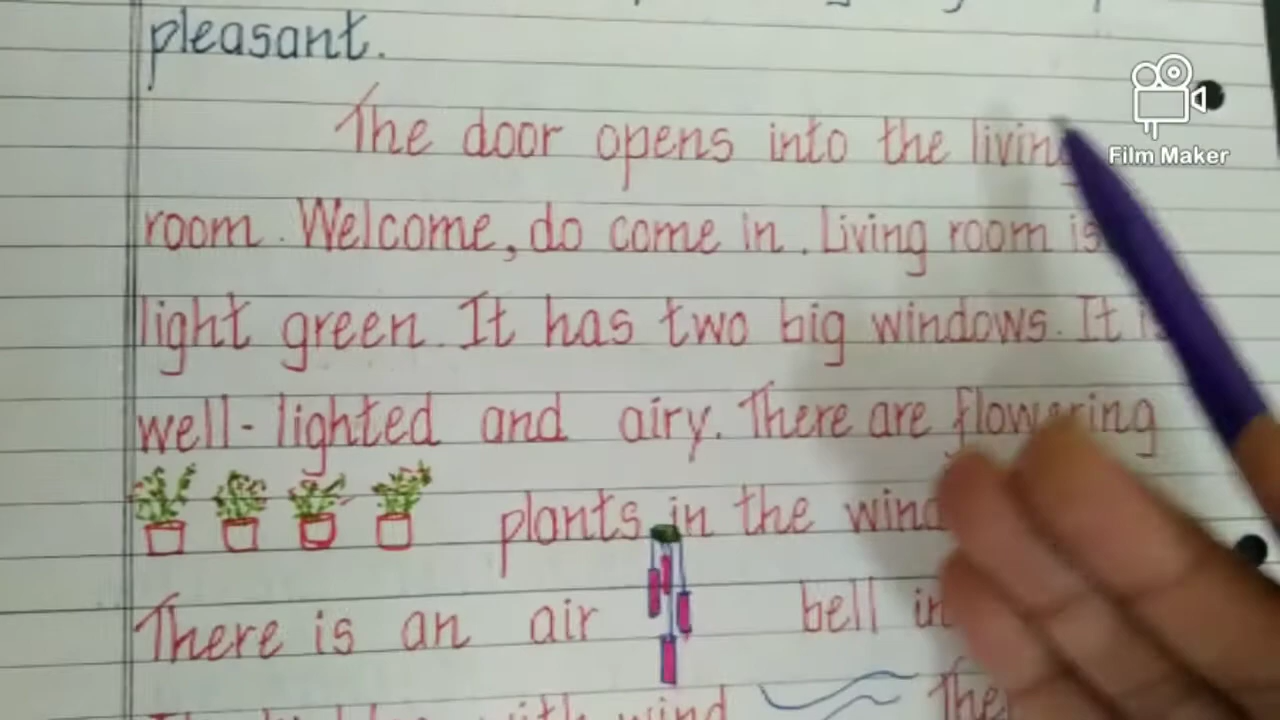 pleasant.
The door opens into the living
room. Welcome, do come in. Living room is
light green. It has two big windows. It is
well-lighted and airy. There are flowering
plants in the
There is an air bell in
with wind
Film Maker